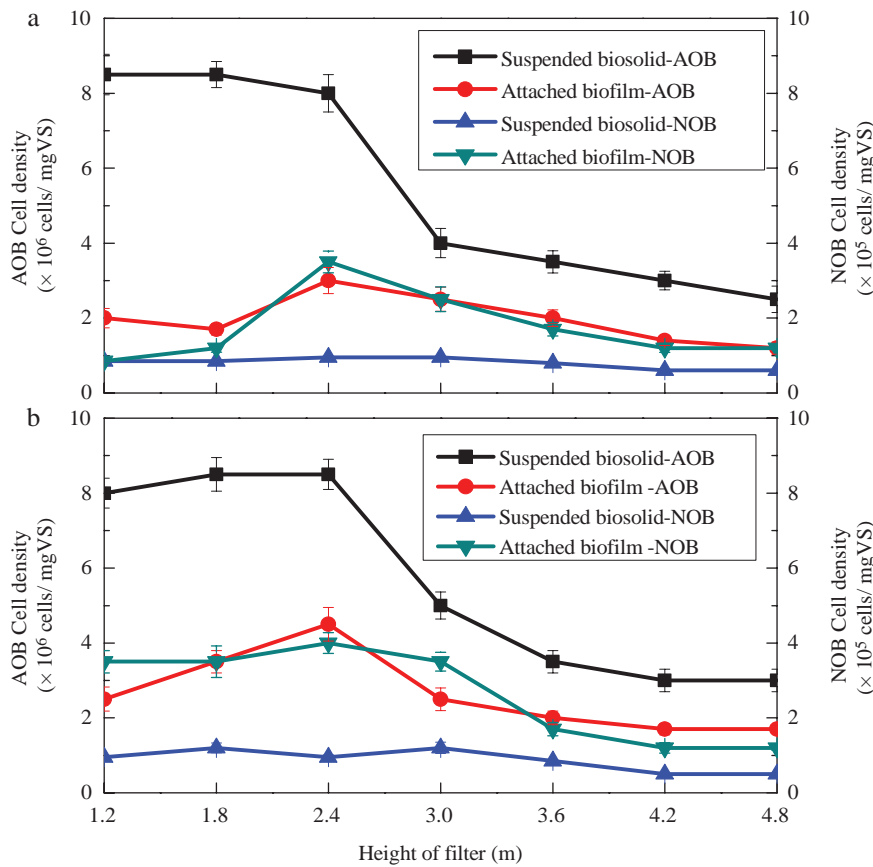 a
10
8
6
4
2
0
AOB Cell density
(× 10⁶ cells/ mgVS)
Suspended biosolid-AOB
Attached biofilm-AOB
Suspended biosolid-NOB
Attached biofilm-NOB
10
8
6
4
2
0
NOB Cell density
(× 10⁵ cells/ mgVS)
b
10
8
6
4
2
0
AOB Cell density
(× 10⁶ cells/ mgVS)
Suspended biosolid-AOB
Attached biofilm -AOB
Suspended biosolid-NOB
Attached biofilm -NOB
10
8
6
4
2
0
NOB Cell density
(× 10⁵ cells/ mgVS)
1.2 1.8 2.4 3.0 3.6 4.2 4.8
Height of filter (m)